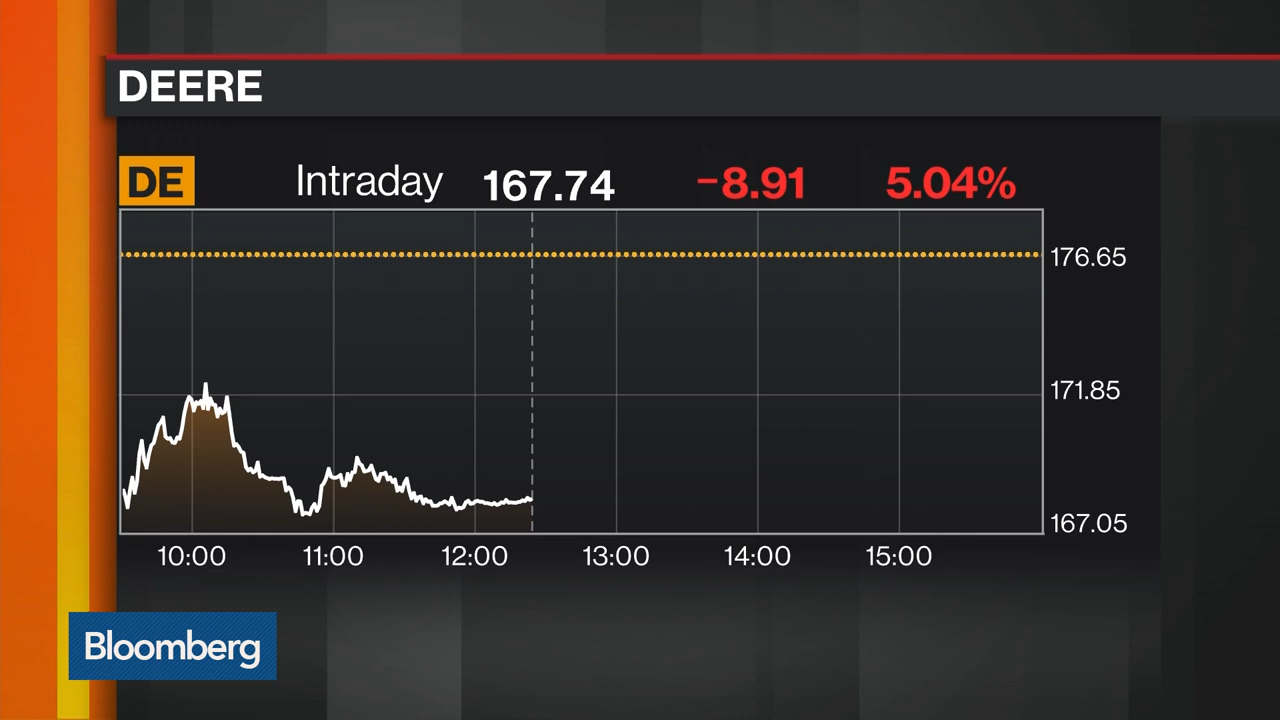 DEERE
DE Intraday 167.74 −8.91 5.04%
176.65
171.85
167.05
10:00 11:00 12:00 13:00 14:00 15:00
Bloomberg